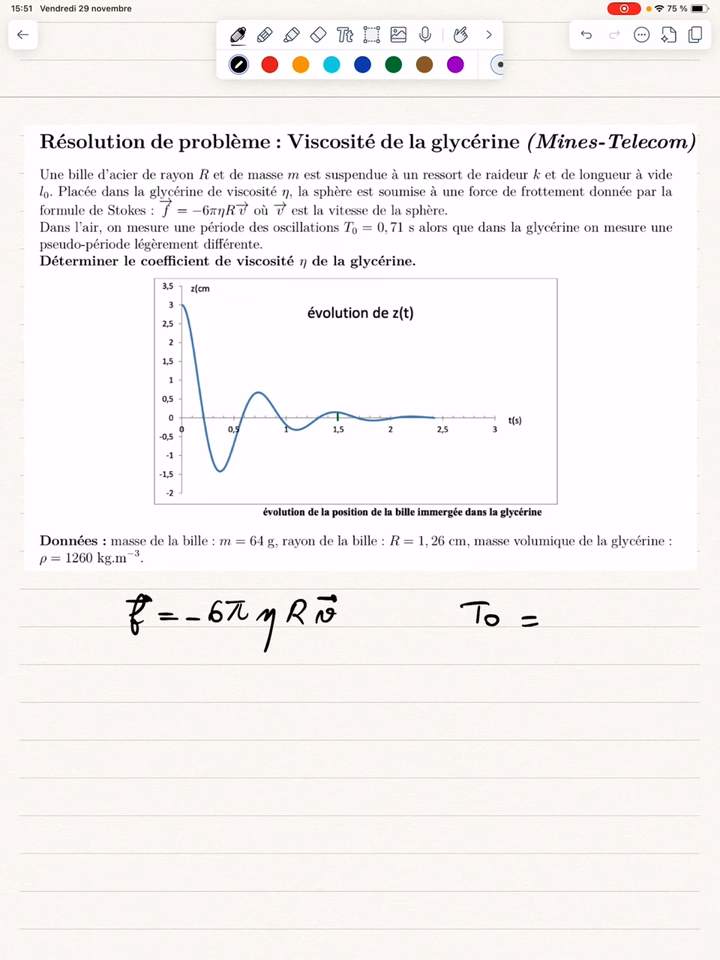 15:51 Vendredi 29 novembre
75 %
Résolution de problème : Viscosité de la glycérine (Mines-Telecom)
Une bille d'acier de rayon R et de masse m est suspendue à un ressort de raideur k et de longueur à vide
l₀. Placée dans la glycérine de viscosité η, la sphère est soumise à une force de frottement donnée par la
formule de Stokes : f⃗ = −6πηRv⃗ où v⃗ est la vitesse de la sphère.
Dans l'air, on mesure une période des oscillations T₀ = 0,71 s alors que dans la glycérine on mesure une
pseudo-période légèrement différente.
Déterminer le coefficient de viscosité η de la glycérine.
z(cm
évolution de z(t)
3,5
3
2,5
2
1,5
1
0,5
0
-0,5
-1
-1,5
-2
0 0,5 1 1,5 2 2,5 3
t(s)
évolution de la position de la bille immergée dans la glycérine
Données : masse de la bille : m = 64 g, rayon de la bille : R = 1,26 cm, masse volumique de la glycérine :
ρ = 1260 kg.m⁻³.
f⃗ = − 6π η R v⃗
T₀ =